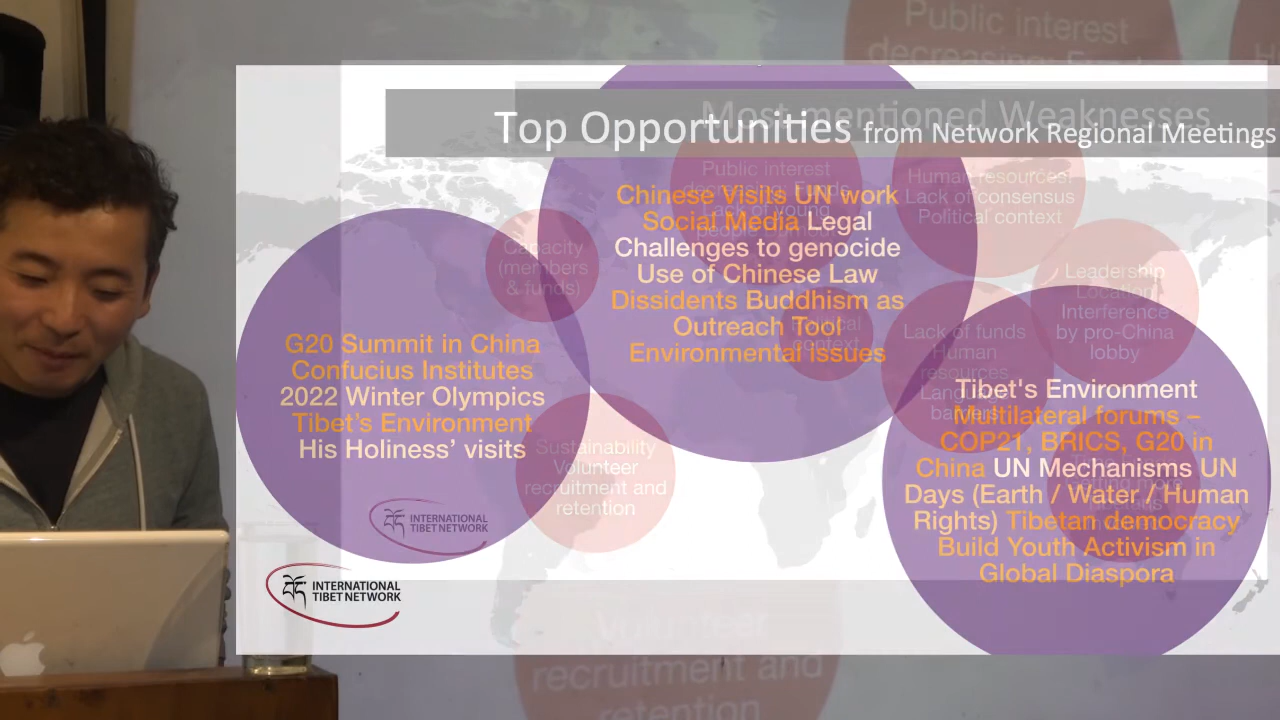 Public interest
decreasing: Fund
Most mentioned Weaknesses
Top Opportunities from Network Regional Meetings
Chinese Visits UN work
Social Media Legal
Challenges to genocide
Use of Chinese Law
Dissidents Buddhism as
Outreach Tool
Environmental issues
Public interest
Human resources!
Lack of consensus
Political context
Capacity
(members
& funds)
Leadership
Location:
Interference
by pro-China
lobby
Lack of funds
Human
resources
G20 Summit in China
Confucius Institutes
2022 Winter Olympics
Tibet's Environment
His Holiness' visits
Sustainability
Volunteer
recruitment and
retention
Tibet's Environment
Multilateral forums –
COP21, BRICS, G20 in
China UN Mechanisms UN
Days (Earth / Water / Human
Rights) Tibetan democracy
Build Youth Activism in
Global Diaspora
INTERNATIONAL
TIBET NETWORK
INTERNATIONAL
TIBET NETWORK
Volunteer
recruitment and
retention